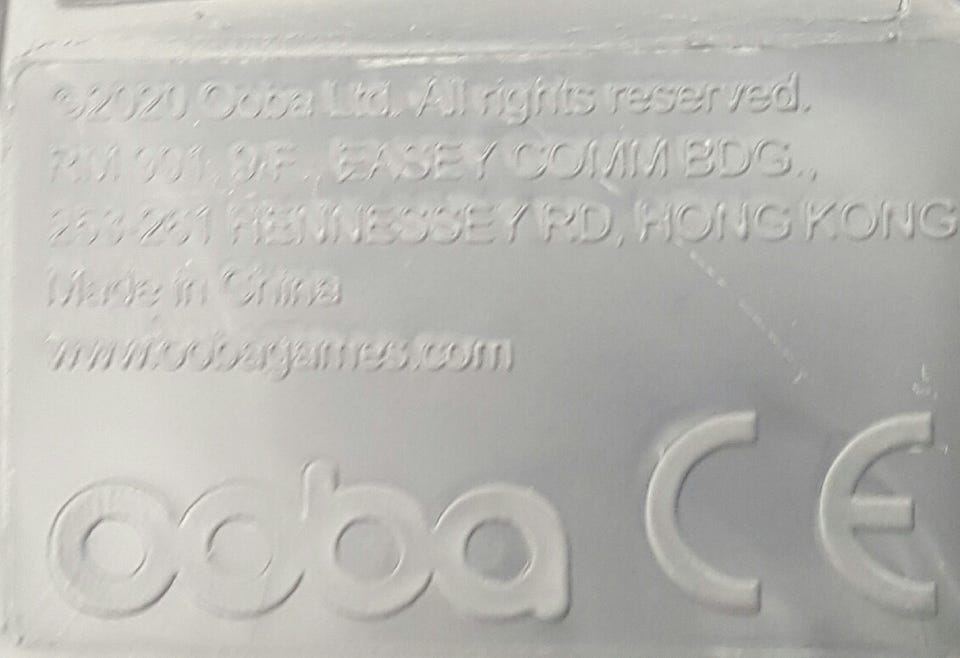 ©2020 Ooba Ltd. All rights reserved.
RM 901, 9/F., EASEY COMM BDG.,
253-261 HENNESSEY RD, HONG KONG
Made in China
www.oobagames.com
ooba CE